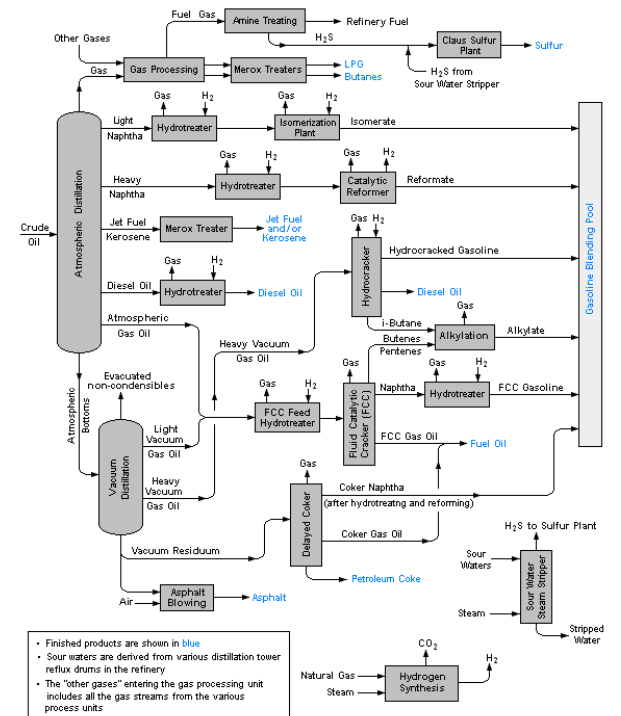 Fuel Gas
Amine Treating
Refinery Fuel
Other Gases
H2S
Claus Sulfur
Plant
Sulfur
Gas
Gas Processing
Merox Treaters
LPG
Butanes
H2S from
Sour Water Stripper
Light
Naphtha
Gas
H2
Hydrotreater
Gas
H2
Isomerization
Plant
Isomerate
Heavy
Naphtha
Gas
H2
Hydrotreater
Gas
H2
Catalytic
Reformer
Reformate
Crude
Oil
Atmospheric Distillation
Jet Fuel
Kerosene
Merox Treater
Jet Fuel
and/or
Kerosene
Gas
H2
Hydrocracker
Hydrocracked Gasoline
Diesel Oil
Gasoline Blending Pool
Diesel Oil
Gas
H2
Hydrotreater
Diesel Oil
Atmospheric
Gas Oil
Heavy Vacuum
Gas Oil
i-Butane
Butenes
Pentenes
Gas
Alkylation
Alkylate
Atmospheric
Bottoms
Evacuated
non-condensibles
Gas
H2
FCC Feed
Hydrotreater
Gas
Fluid Catalytic
Cracker (FCC)
Naphtha
Gas
H2
Hydrotreater
FCC Gasoline
FCC Gas Oil
Fuel Oil
Light
Vacuum
Gas Oil
Heavy
Vacuum
Gas Oil
Vacuum
Distillation
Gas
Delayed Coker
Coker Naphtha
(after hydrotreatng and reforming)
Coker Gas Oil
Vacuum Residuum
Petroleum Coke
Air
Asphalt
Blowing
Asphalt
H2S to Sulfur Plant
Sour
Waters
Sour Water
Steam Stripper
Steam
Stripped
Water
• Finished products are shown in blue
• Sour waters are derived from various distillation tower
reflux drums in the refinery
• The "other gases" entering the gas processing unit
includes all the gas streams from the various
process units
CO2
H2
Natural Gas
Steam
Hydrogen
Synthesis